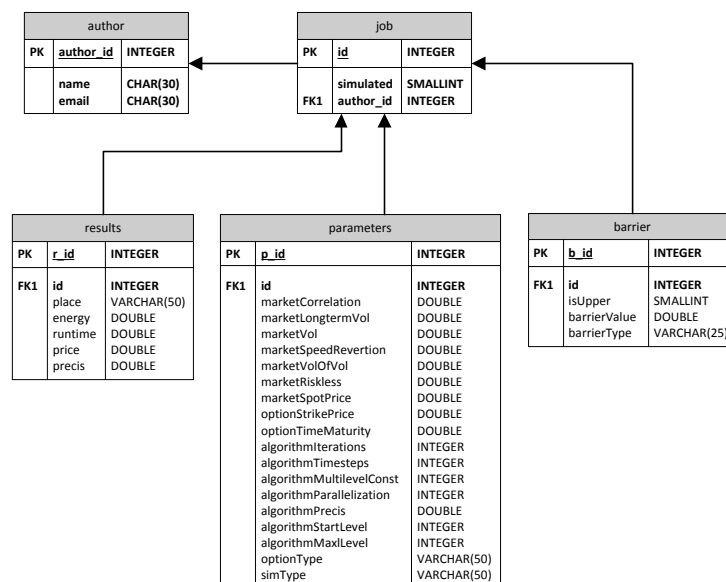 author
PK author_id INTEGER
name CHAR(30)
email CHAR(30)
job
PK id INTEGER
simulated SMALLINT
FK1 author_id INTEGER
results
PK r_id INTEGER
FK1 id INTEGER
place VARCHAR(50)
energy DOUBLE
runtime DOUBLE
price DOUBLE
precis DOUBLE
parameters
PK p_id INTEGER
FK1 id INTEGER
marketCorrelation DOUBLE
marketLongtermVol DOUBLE
marketVol DOUBLE
marketSpeedRevertion DOUBLE
marketVolOfVol DOUBLE
marketRiskless DOUBLE
marketSpotPrice DOUBLE
optionStrikePrice DOUBLE
optionTimeMaturity DOUBLE
algorithmIterations INTEGER
algorithmTimesteps INTEGER
algorithmMultilevelConst INTEGER
algorithmParallelization INTEGER
algorithmPrecis DOUBLE
algorithmStartLevel INTEGER
algorithmMaxlLevel INTEGER
optionType VARCHAR(50)
simType VARCHAR(50)
barrier
PK b_id INTEGER
FK1 id INTEGER
isUpper SMALLINT
barrierValue DOUBLE
barrierType VARCHAR(25)